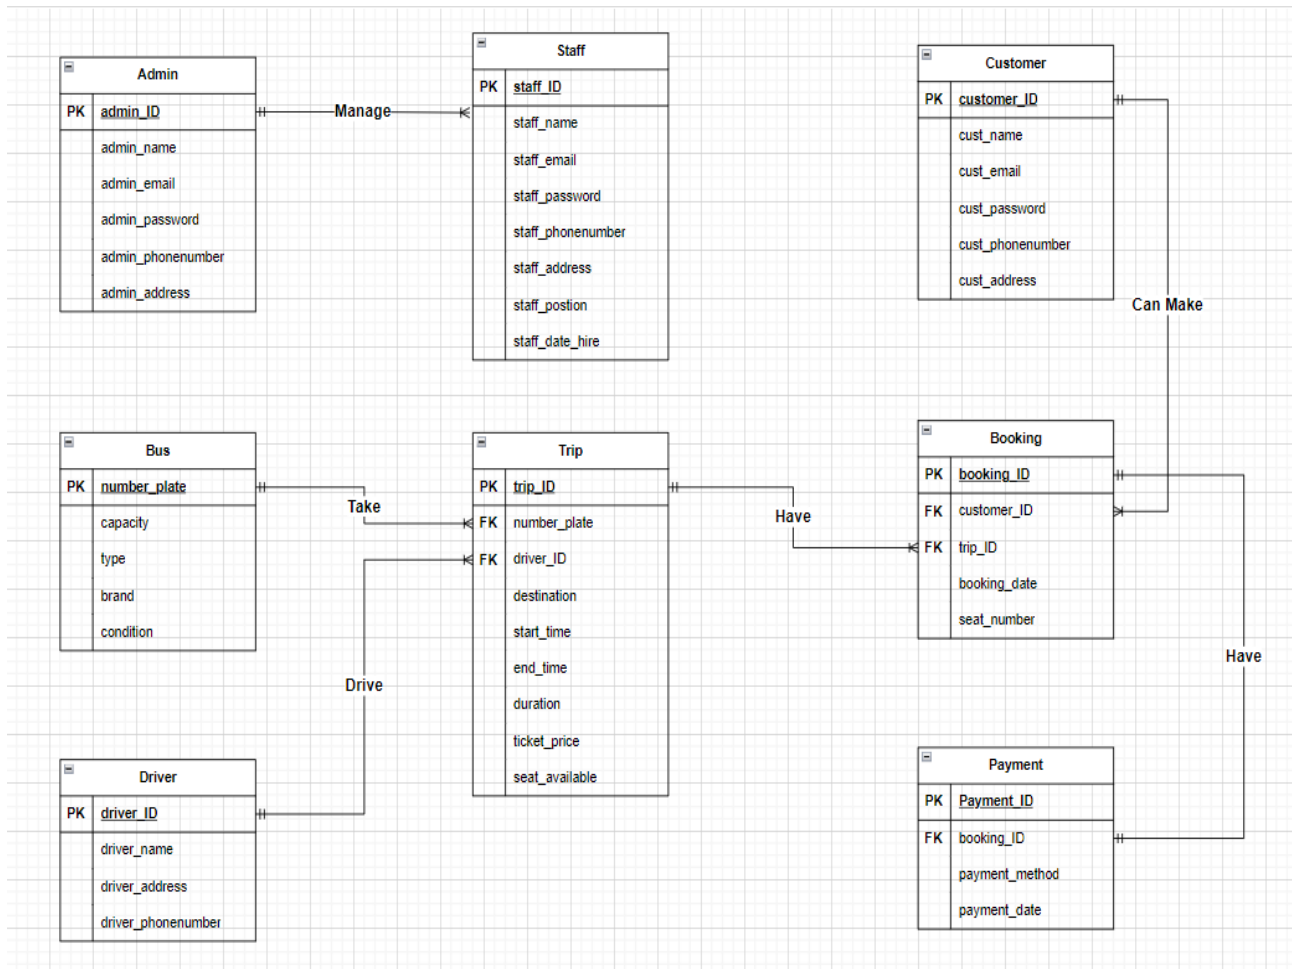 Admin
PK admin_ID
admin_name
admin_email
admin_password
admin_phonenumber
admin_address
Manage
Staff
PK staff_ID
staff_name
staff_email
staff_password
staff_phonenumber
staff_address
staff_postion
staff_date_hire
Customer
PK customer_ID
cust_name
cust_email
cust_password
cust_phonenumber
cust_address
Can Make
Bus
PK number_plate
capacity
type
brand
condition
Take
Trip
PK trip_ID
FK number_plate
FK driver_ID
destination
start_time
end_time
duration
ticket_price
seat_available
Have
Booking
PK booking_ID
FK customer_ID
FK trip_ID
booking_date
seat_number
Have
Drive
Driver
PK driver_ID
driver_name
driver_address
driver_phonenumber
Payment
PK Payment_ID
FK booking_ID
payment_method
payment_date